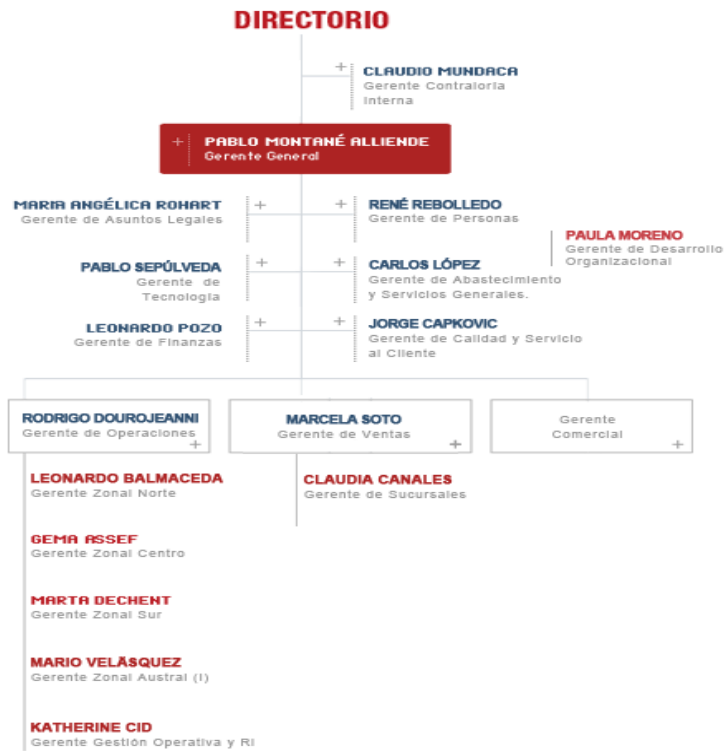 DIRECTORIO
CLAUDIO MUNDACA
Gerente Contraloría
Interna
PABLO MONTANÉ ALLIENDE
Gerente General
MARIA ANGÉLICA ROHART
Gerente de Asuntos Legales
RENÉ REBOLLEDO
Gerente de Personas
PAULA MORENO
Gerente de Desarrollo
Organizacional
PABLO SEPÚLVEDA
Gerente de
Tecnología
CARLOS LÓPEZ
Gerente de Abastecimiento
y Servicios Generales.
LEONARDO POZO
Gerente de Finanzas
JORGE CAPKOVIC
Gerente de Calidad y Servicio
al Cliente
RODRIGO DOUROJEANNI
Gerente de Operaciones
MARCELA SOTO
Gerente de Ventas
Gerente
Comercial
LEONARDO BALMACEDA
Gerente Zonal Norte
GEMA ASSEF
Gerente Zonal Centro
MARTA DECHENT
Gerente Zonal Sur
MARIO VELÄSQUEZ
Gerente Zonal Austral (I)
KATHERINE CID
Gerente Gestión Operativa y RI
CLAUDIA CANALES
Gerente de Sucursales